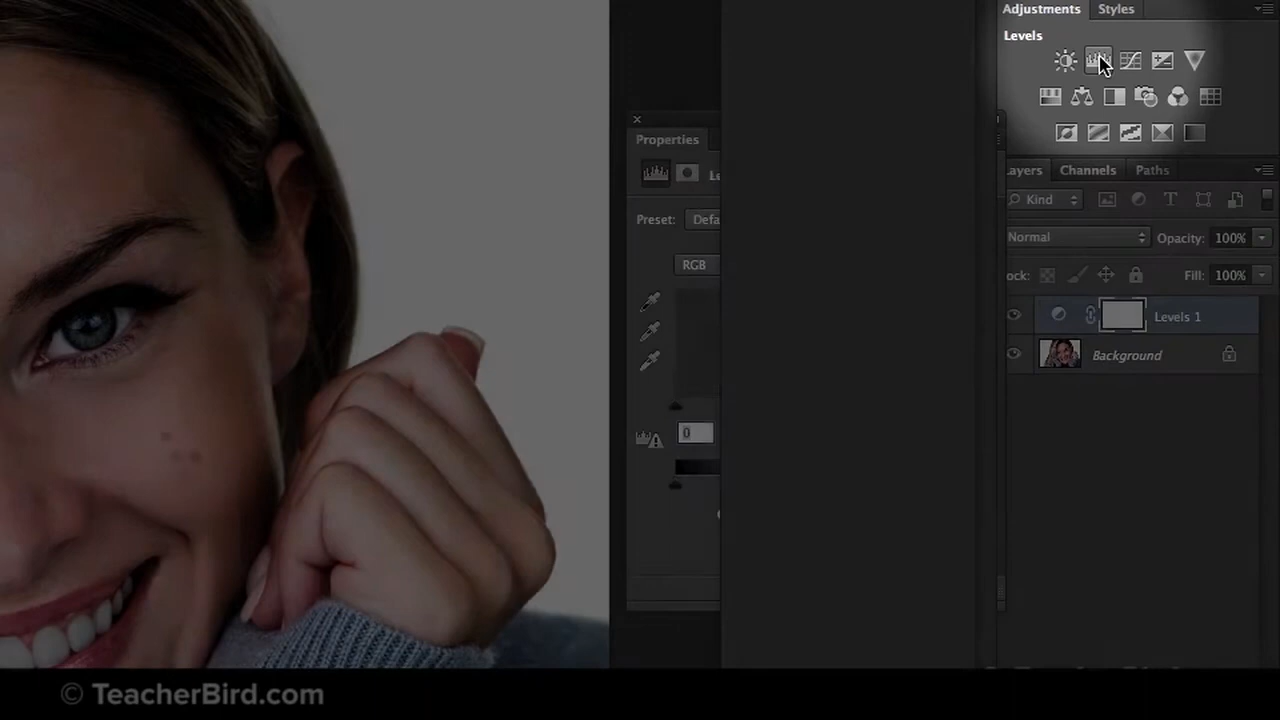 Adjustments Styles
Levels
Properties
Preset:
RGB
0
Channels Paths
Kind
Normal Opacity: 100%
Fill: 100%
Levels 1
Background
© TeacherBird.com